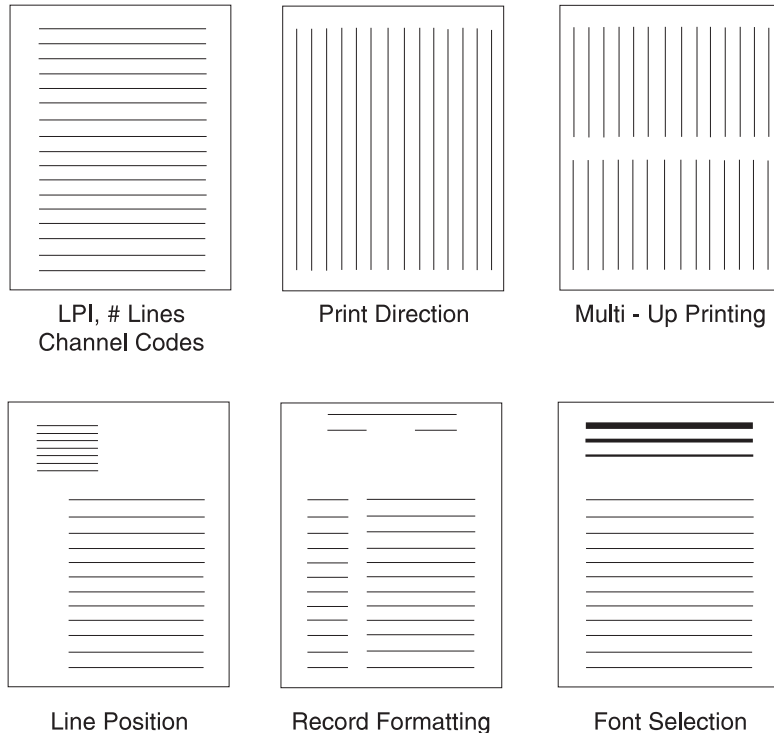 LPI, # Lines
Channel Codes
Print Direction
Multi - Up Printing
Line Position
Record Formatting
Font Selection